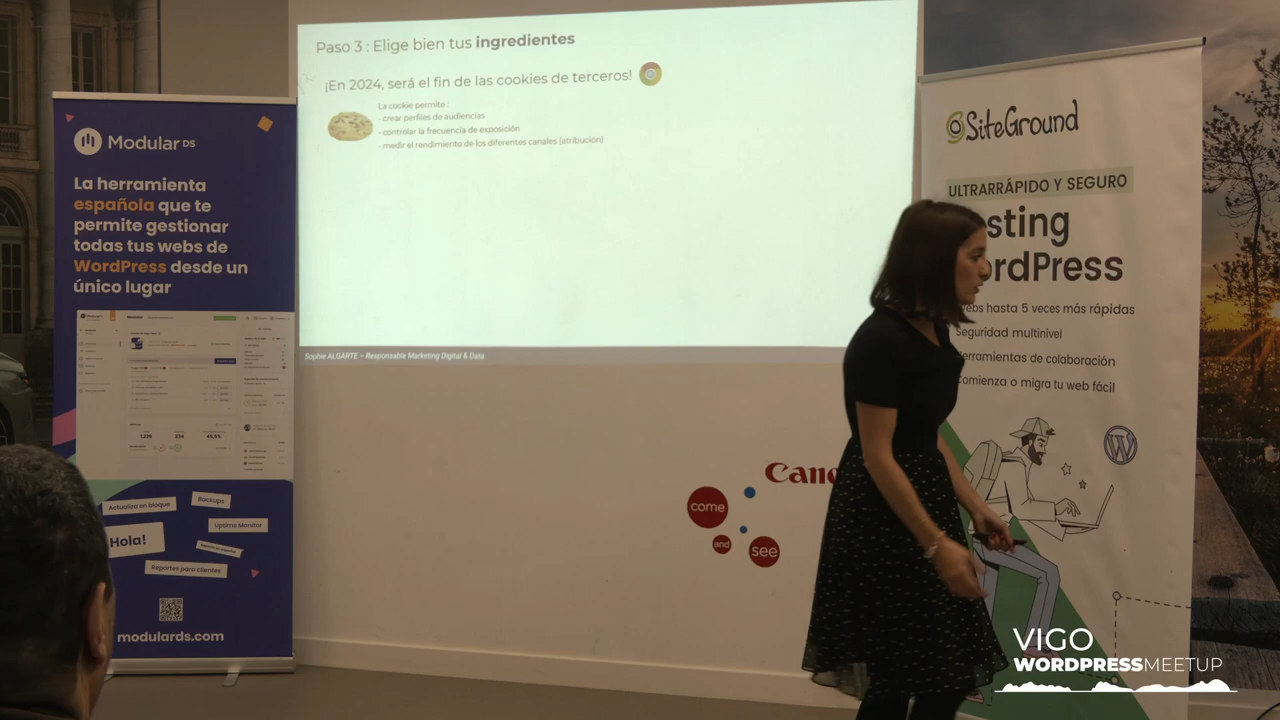 Paso 3 : Elige bien tus ingredientes
¡En 2024, será el fin de las cookies de terceros!
La cookie permite :
- crear perfiles de audiencias
- controlar la frecuencia de exposición
- medir el rendimiento de los diferentes canales (atribución)
Sophie ALGARTE – Responsable Marketing Digital & Data
Modular DS
La herramienta
española que te
permite gestionar
todas tus webs de
WordPress desde un
único lugar
Actualiza en bloque
Backups
Hola!
Uptime Monitor
Reportes para clientes
modulards.com
SiteGround
ULTRARRÁPIDO Y SEGURO
sting
rdPress
webs hasta 5 veces más rápidas
Seguridad multinivel
erramientas de colaboración
Comienza o migra tu web fácil
Cano
come
and
see
VIGO
WORDPRESSMEETUP